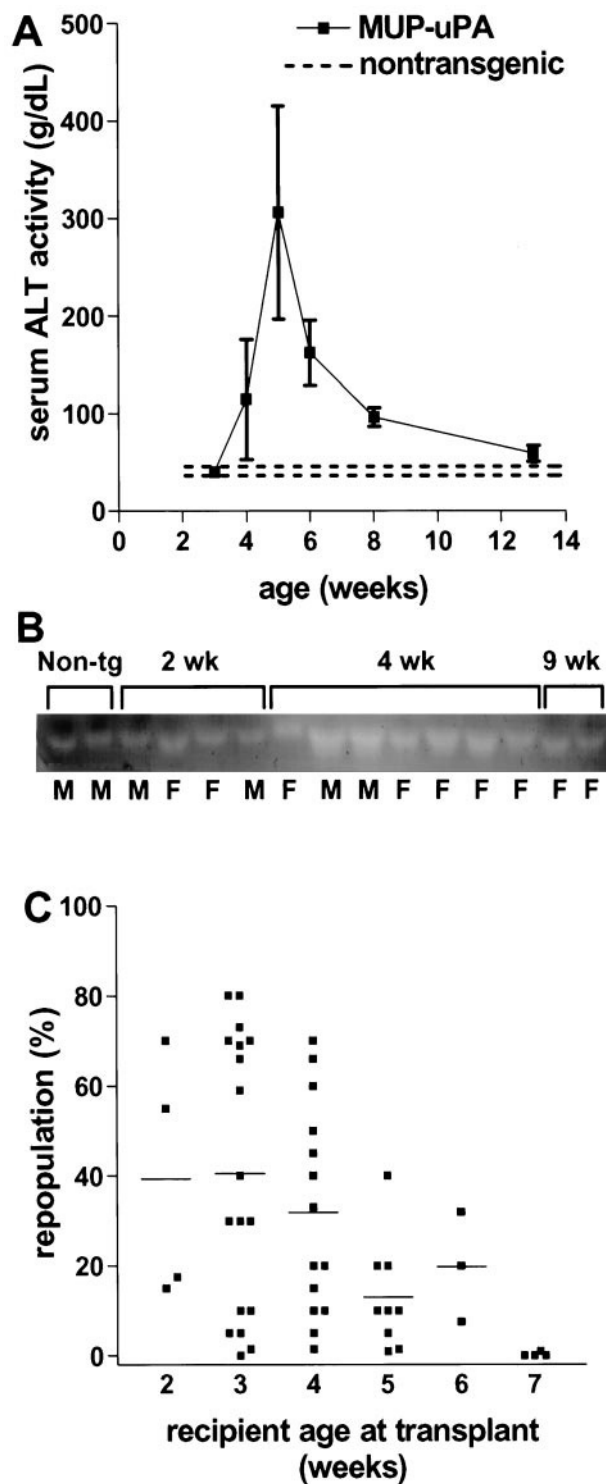 A
MUP-uPA
nontransgenic
500
400
300
200
100
0
serum ALT activity (g/dL)
0 2 4 6 8 10 12 14
age (weeks)
B
Non-tg 2 wk 4 wk 9 wk
M M M F F M F M M F F F F F F
C
100
80
60
40
20
0
repopulation (%)
2 3 4 5 6 7
recipient age at transplant
(weeks)